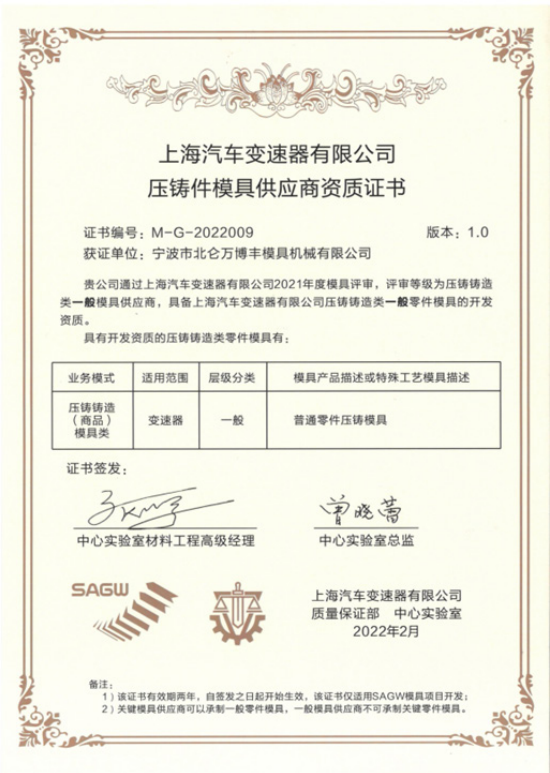 上海汽车变速器有限公司
压铸件模具供应商资质证书
证书编号：M-G-2022009 版本：1.0
获证单位：宁波市北仑万博丰模具机械有限公司
贵公司通过上海汽车变速器有限公司2021年度模具评审，评审等级为压铸铸造
类一般模具供应商，具备上海汽车变速器有限公司压铸铸造类一般零件模具的开发
资质。
具有开发资质的压铸铸造类零件模具有：
业务模式 适用范围 层级分类 模具产品描述或特殊工艺模具描述
压铸铸造
（商品）
模具类
变速器 一般 普通零件压铸模具
证书签发：
曾晓蕾
中心实验室材料工程高级经理 中心实验室总监
SAGW
上海汽车变速器有限公司
质量保证部 中心实验室
2022年2月
备注：
1）该证书有效期两年，自签发之日起开始生效，该证书仅适用SAGW模具项目开发；
2）关键模具供应商可以承制一般零件模具，一般模具供应商不可承制关键零件模具。